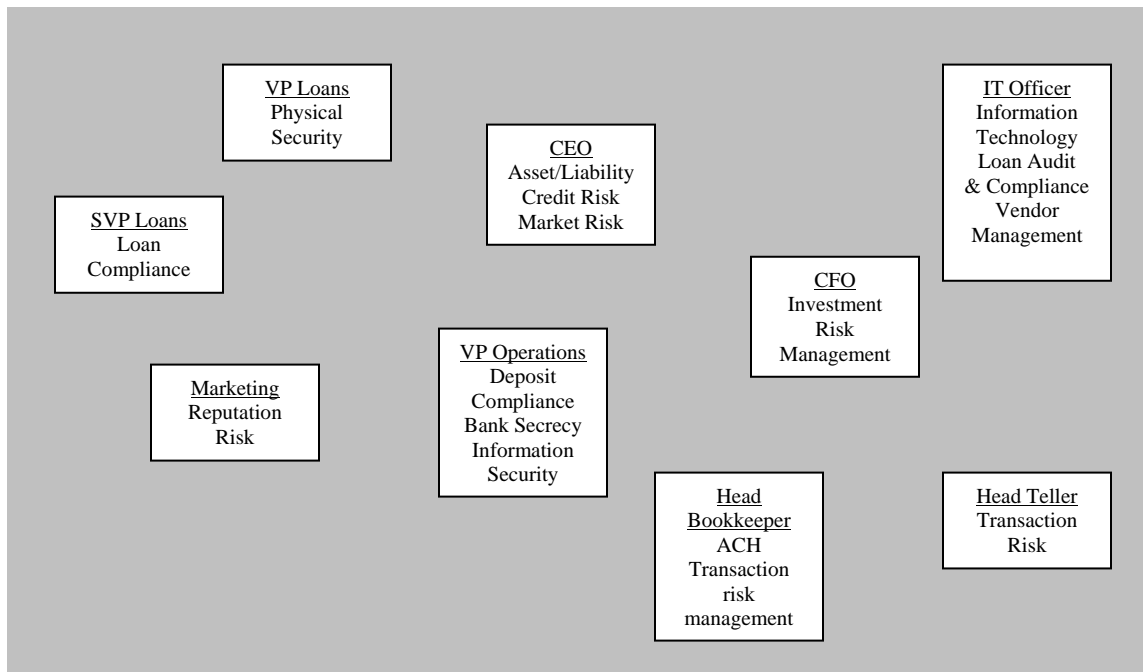 VP Loans
Physical
Security
IT Officer
Information
Technology
Loan Audit
& Compliance
Vendor
Management
CEO
Asset/Liability
Credit Risk
Market Risk
SVP Loans
Loan
Compliance
CFO
Investment
Risk
Management
VP Operations
Deposit
Compliance
Bank Secrecy
Information
Security
Marketing
Reputation
Risk
Head
Bookkeeper
ACH
Transaction
risk
management
Head Teller
Transaction
Risk